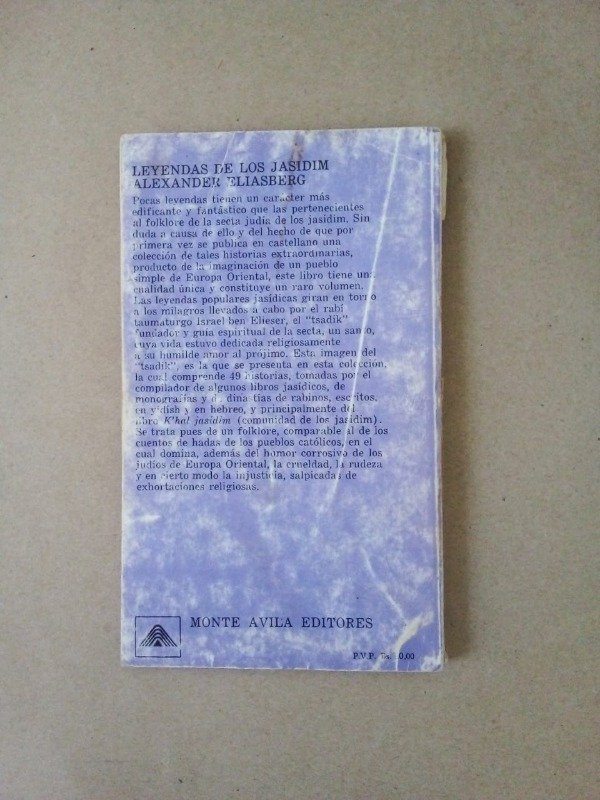 LEYENDAS DE LOS JASIDIM
ALEXANDER ELIASBERG
Pocas leyendas tienen un carácter más
edificante y fantástico que las pertenecientes
al folklore de la secta judía de los jasidim. Sin
duda a causa de ello y del hecho de que por
primera vez se publica en castellano una
colección de tales historias extraordinarias,
producto de la imaginación de un pueblo
simple de Europa Oriental, este libro tiene una
cualidad única y constituye un raro volumen.
Las leyendas populares jasídicas giran en torno
a los milagros llevados a cabo por el rabí
taumaturgo Israel ben Elieser, el "tsadik"
fundador y guía espiritual de la secta, un santo,
cuya vida estuvo dedicada religiosamente
a su humilde amor al prójimo. Esta imagen del
"tsadik", es la que se presenta en esta colección,
la cual comprende 49 historias, tomadas por el
compilador de algunos libros jasídicos, de
monografías y de dinastías de rabinos, escritos,
en yidish y en hebreo, y principalmente del
libro K'hal jasidim (comunidad de los jasidim).
Se trata pues de un folklore, comparable al de los
cuentos de hadas de los pueblos católicos, en el
cual domina, además del humor corrosivo de los
judíos de Europa Oriental, la crueldad, la rudeza
y en cierto modo la injusticia, salpicadas de
exhortaciones religiosas.
MONTE AVILA EDITORES
P.V.P. Bs.